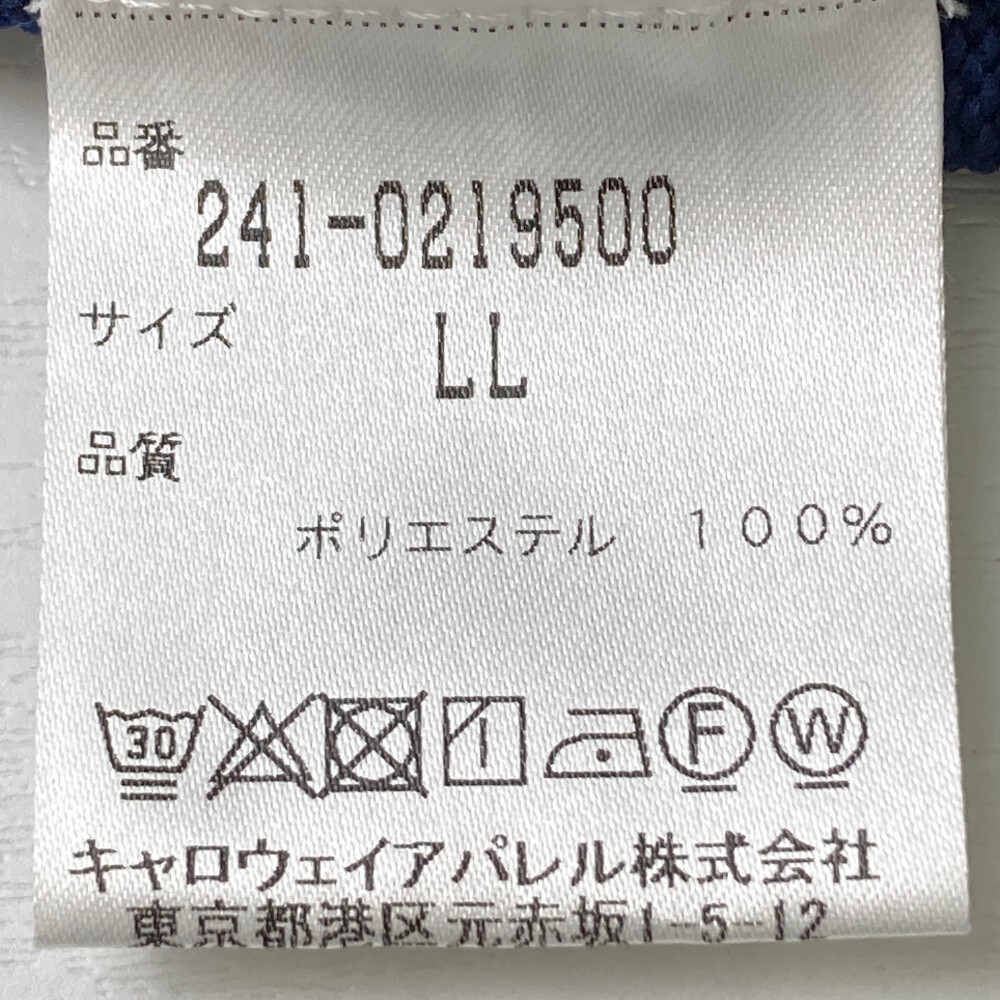 品番
241-0219500
サイズ
LL
品質
ポリエステル 100%
30 F W
キャロウェイアパレル株式会社
東京都港区元赤坂1-5-12